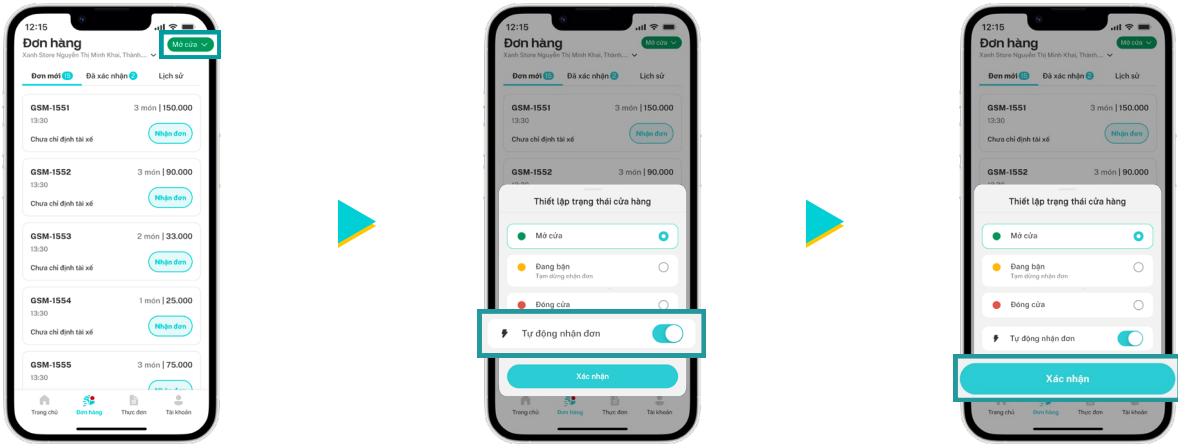 12:15
Đơn hàng
Mở cửa
Xanh Store Nguyễn Thị Minh Khai, Thành...
Đơn mới 15 Đã xác nhận 2 Lịch sử
GSM-1551 3 món | 150.000
13:30
Chưa chỉ định tài xế Nhận đơn
GSM-1552 3 món | 90.000
13:30
Chưa chỉ định tài xế Nhận đơn
GSM-1553 2 món | 33.000
13:30
Chưa chỉ định tài xế Nhận đơn
GSM-1554 1 món | 25.000
13:30
Chưa chỉ định tài xế Nhận đơn
GSM-1555 3 món | 75.000
13:30
Nhận đơn
Trang chủ Đơn hàng Thực đơn Tài khoản
12:15
Đơn hàng
Mở cửa
Xanh Store Nguyễn Thị Minh Khai, Thành...
Đơn mới 15 Đã xác nhận 2 Lịch sử
GSM-1551 3 món | 150.000
13:30
Chưa chỉ định tài xế Nhận đơn
GSM-1552 3 món | 90.000
13:30
Thiết lập trạng thái cửa hàng
Mở cửa
Đang bận
Tạm dừng nhận đơn
Đóng cửa
Tự động nhận đơn
Xác nhận
Trang chủ Đơn hàng Thực đơn Tài khoản
12:15
Đơn hàng
Mở cửa
Xanh Store Nguyễn Thị Minh Khai, Thành...
Đơn mới 15 Đã xác nhận 2 Lịch sử
GSM-1551 3 món | 150.000
13:30
Chưa chỉ định tài xế Nhận đơn
GSM-1552 3 món | 90.000
13:30
Thiết lập trạng thái cửa hàng
Mở cửa
Đang bận
Tạm dừng nhận đơn
Đóng cửa
Tự động nhận đơn
Xác nhận
Trang chủ Đơn hàng Thực đơn Tài khoản